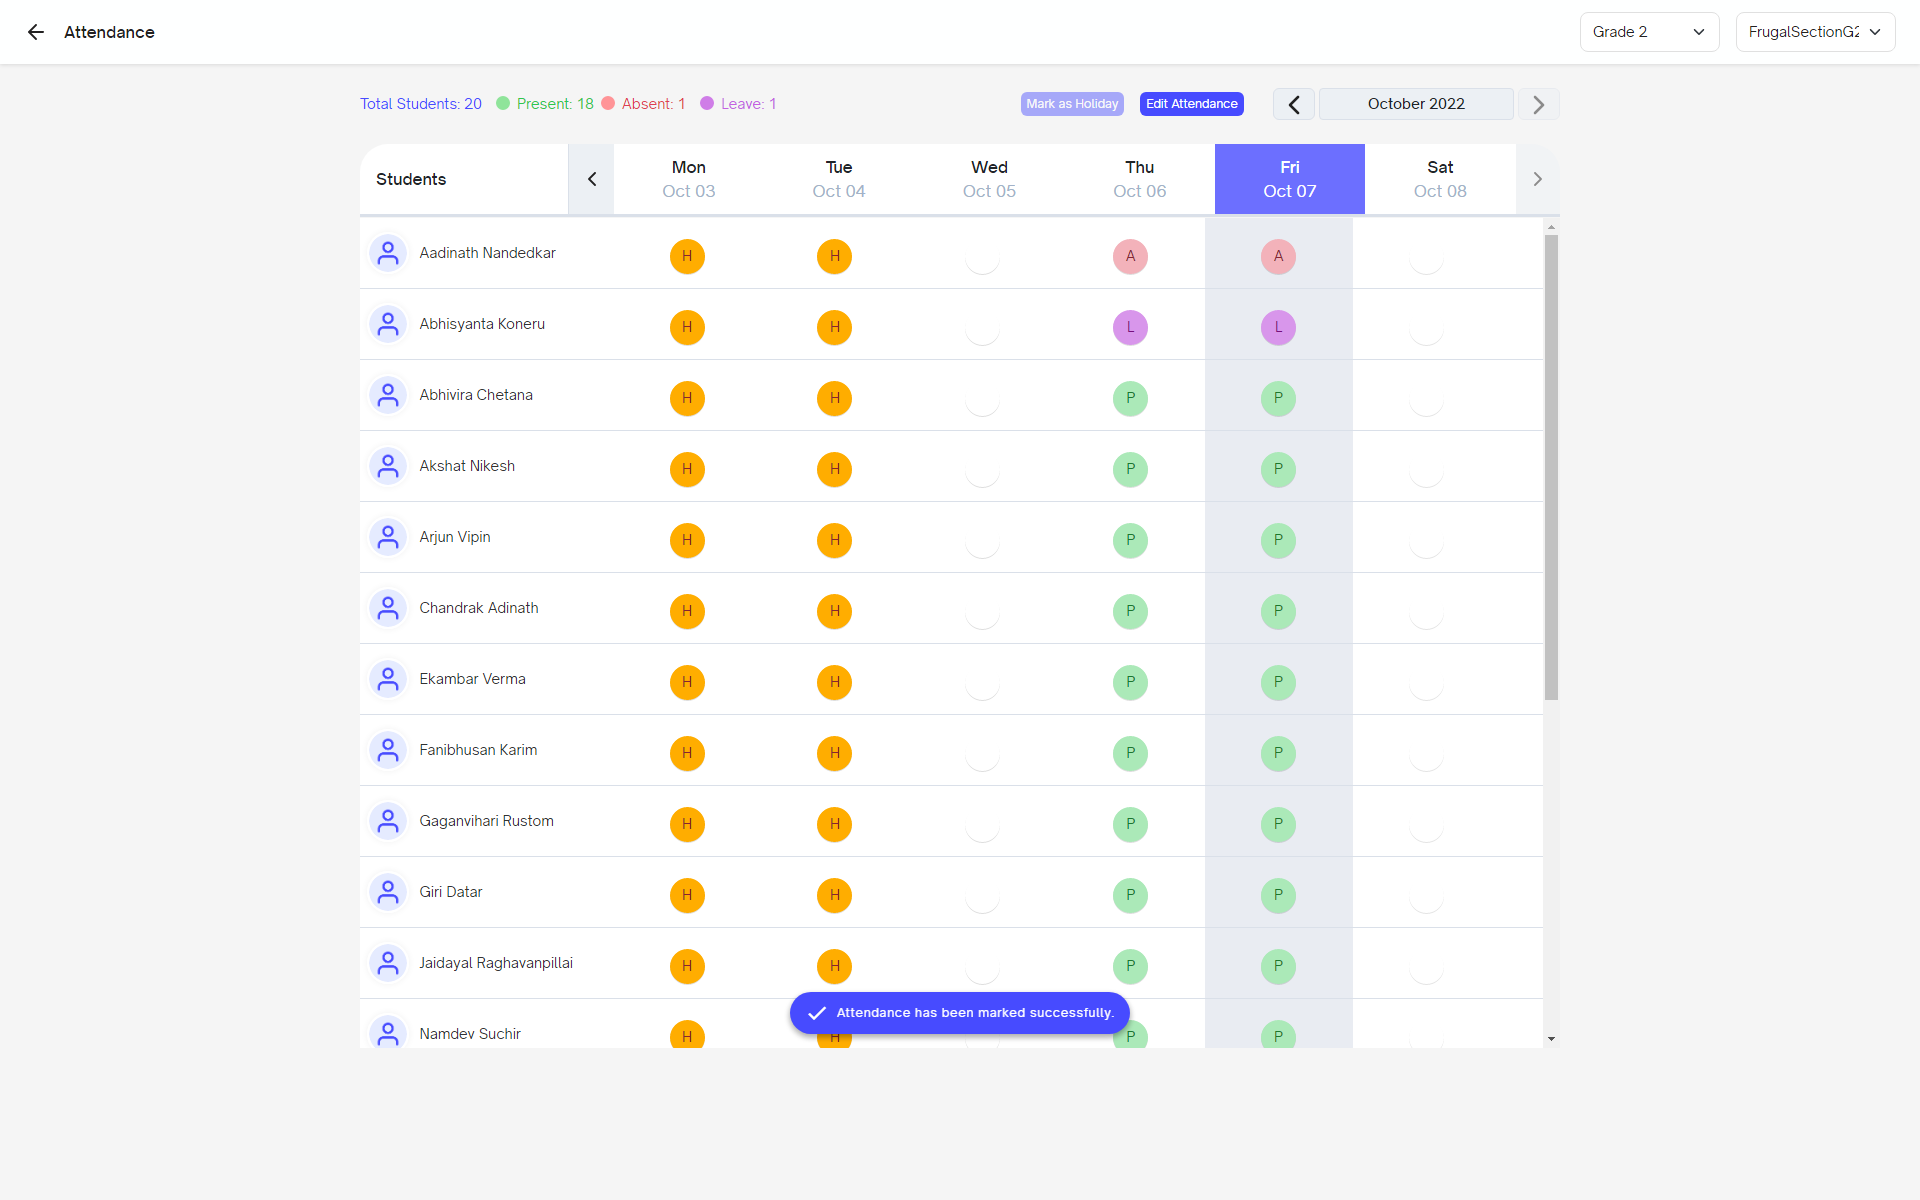 Attendance
Grade 2
FrugalSectionG2
Total Students: 20 Present: 18 Absent: 1 Leave: 1
Mark as Holiday
Edit Attendance
October 2022
Students
Mon Tue Wed Thu Fri Sat
Oct 03 Oct 04 Oct 05 Oct 06 Oct 07 Oct 08
Aadinath Nandedkar H H A A
Abhisyanta Koneru H H L L
Abhivira Chetana H H P P
Akshat Nikesh H H P P
Arjun Vipin H H P P
Chandrak Adinath H H P P
Ekambar Verma H H P P
Fanibhusan Karim H H P P
Gaganvihari Rustom H H P P
Giri Datar H H P P
Jaidayal Raghavanpillai H H P P
Attendance has been marked successfully.
Namdev Suchir H H P P